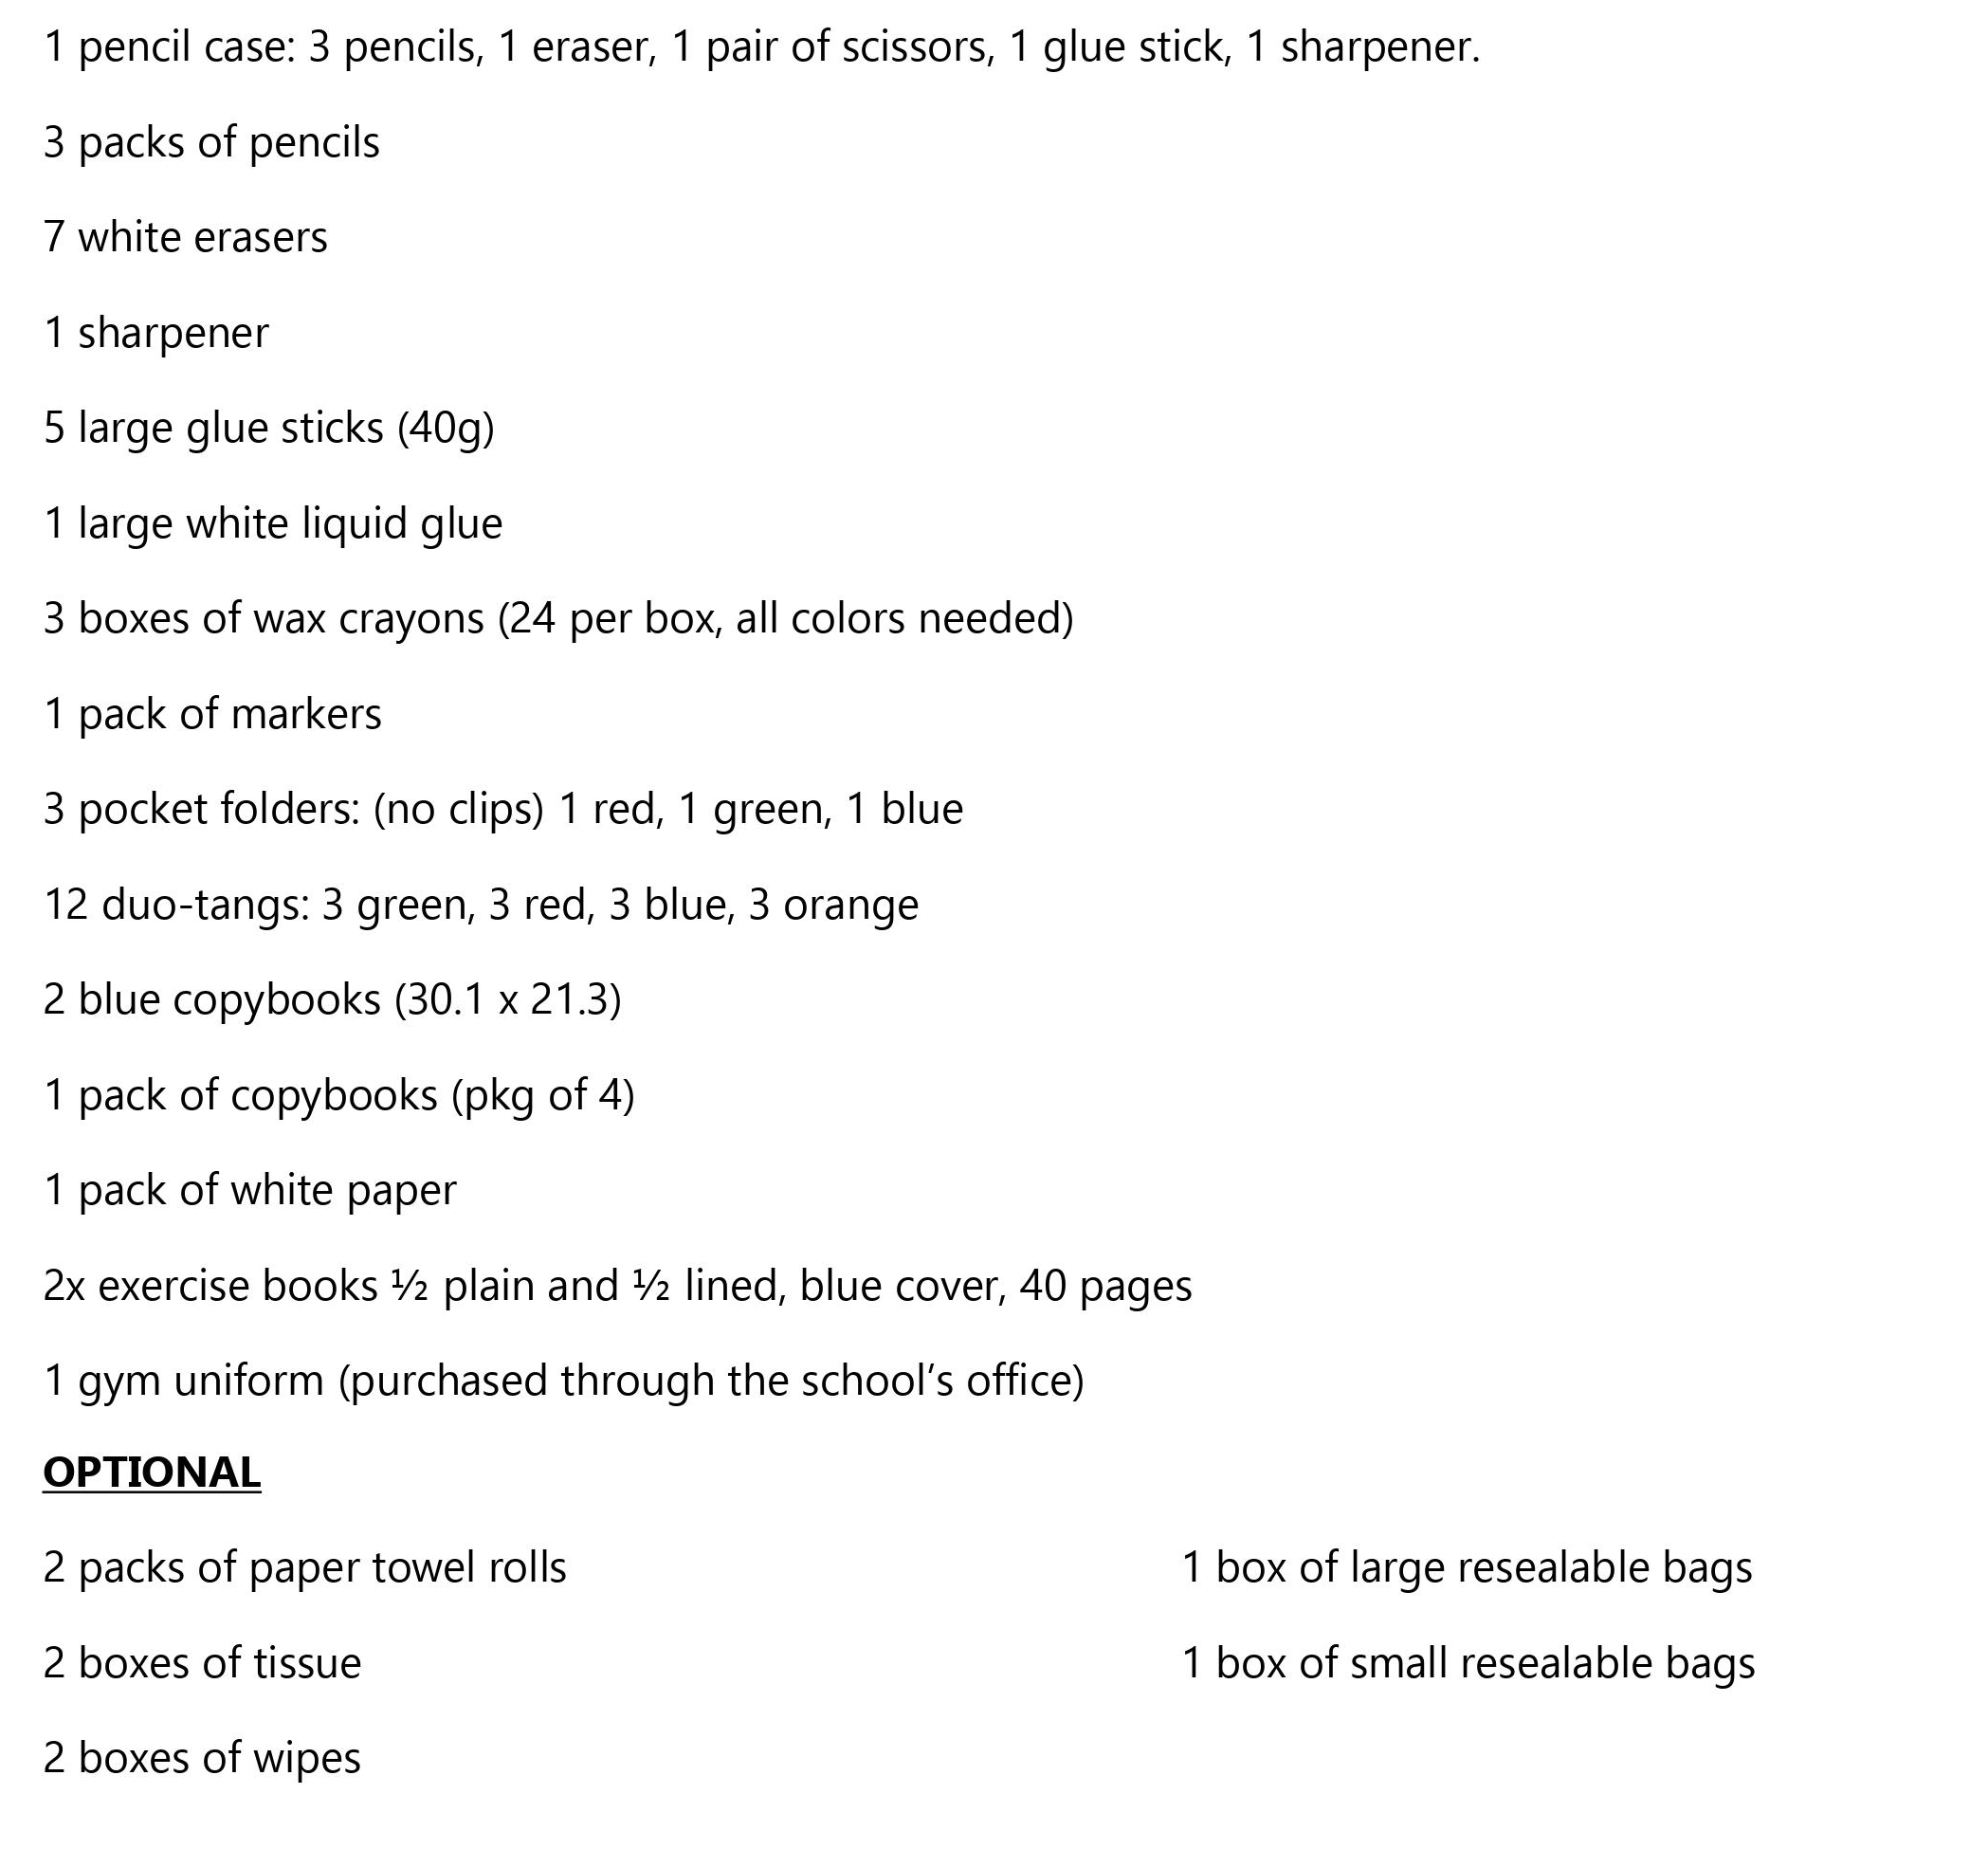 1 pencil case: 3 pencils, 1 eraser, 1 pair of scissors, 1 glue stick, 1 sharpener.
3 packs of pencils
7 white erasers
1 sharpener
5 large glue sticks (40g)
1 large white liquid glue
3 boxes of wax crayons (24 per box, all colors needed)
1 pack of markers
3 pocket folders: (no clips) 1 red, 1 green, 1 blue
12 duo-tangs: 3 green, 3 red, 3 blue, 3 orange
2 blue copybooks (30.1 x 21.3)
1 pack of copybooks (pkg of 4)
1 pack of white paper
2x exercise books ½ plain and ½ lined, blue cover, 40 pages
1 gym uniform (purchased through the school’s office)
OPTIONAL
2 packs of paper towel rolls
2 boxes of tissue
2 boxes of wipes
1 box of large resealable bags
1 box of small resealable bags